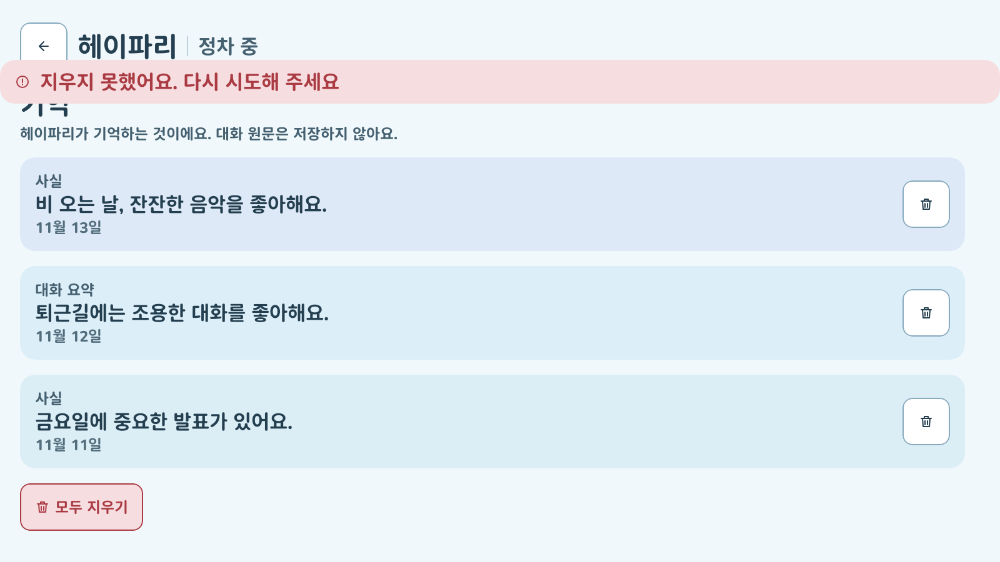 헤이파리
정차 중
지우지 못했어요. 다시 시도해 주세요
기억
헤이파리가 기억하는 것이에요. 대화 원문은 저장하지 않아요.
사실
비 오는 날, 잔잔한 음악을 좋아해요.
11월 13일
대화 요약
퇴근길에는 조용한 대화를 좋아해요.
11월 12일
사실
금요일에 중요한 발표가 있어요.
11월 11일
모두 지우기